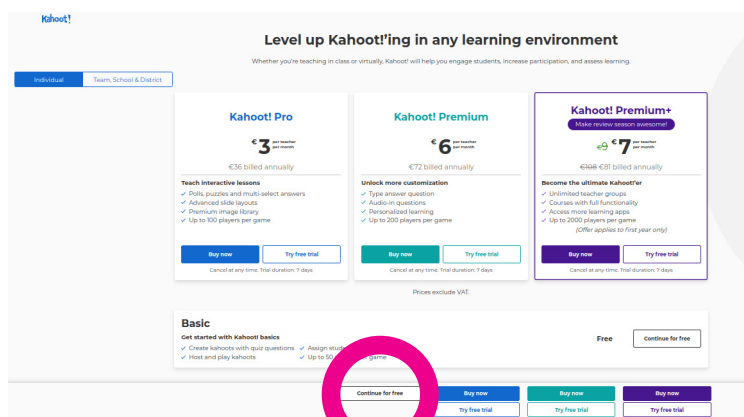 Kahoot!
Level up Kahoot!'ing in any learning environment
Whether you're teaching in class or virtually, Kahoot! will help you engage students, increase participation, and assess learning.
Individual
Team, School & District
Kahoot! Pro
€3 per teacher per month
€36 billed annually
Teach interactive lessons
✓ Polls, puzzles and multi-select answers
✓ Advanced slide layouts
✓ Premium image library
✓ Up to 100 players per game
Buy now
Try free trial
Cancel at any time. Trial duration: 7 days
Kahoot! Premium
€6 per teacher per month
€72 billed annually
Unlock more customization
✓ Type answer question
✓ Audio-in questions
✓ Personalized learning
✓ Up to 200 players per game
Buy now
Try free trial
Cancel at any time. Trial duration: 7 days
Kahoot! Premium+
Make review season awesome!
€9 €7 per teacher per month
€108 €81 billed annually
Become the ultimate Kahoot!'er
✓ Unlimited teacher groups
✓ Courses with full functionality
✓ Access more learning apps
✓ Up to 2000 players per game
(Offer applies to first year only)
Buy now
Try free trial
Cancel at any time. Trial duration: 7 days
Prices exclude VAT.
Basic
Get started with Kahoot! basics
✓ Create kahoots with quiz questions
✓ Host and play kahoots
✓ Assign
✓ Up to 50 game
Free
Continue for free
Continue for free
Buy now
Buy now
Buy now
Try free trial
Try free trial
Try free trial